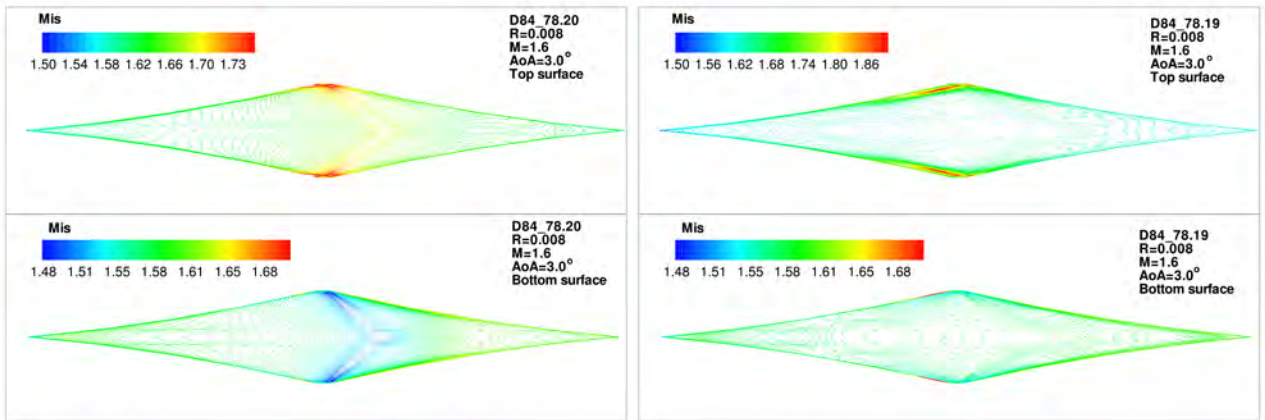 Mis
1.50 1.54 1.58 1.62 1.66 1.70 1.73
D84_78.20
R=0.008
M=1.6
AoA=3.0°
Top surface
Mis
1.50 1.56 1.62 1.68 1.74 1.80 1.86
D84_78.19
R=0.008
M=1.6
AoA=3.0°
Top surface
Mis
1.48 1.51 1.55 1.58 1.61 1.65 1.68
D84_78.20
R=0.008
M=1.6
AoA=3.0°
Bottom surface
Mis
1.48 1.51 1.55 1.58 1.61 1.65 1.68
D84_78.19
R=0.008
M=1.6
AoA=3.0°
Bottom surface